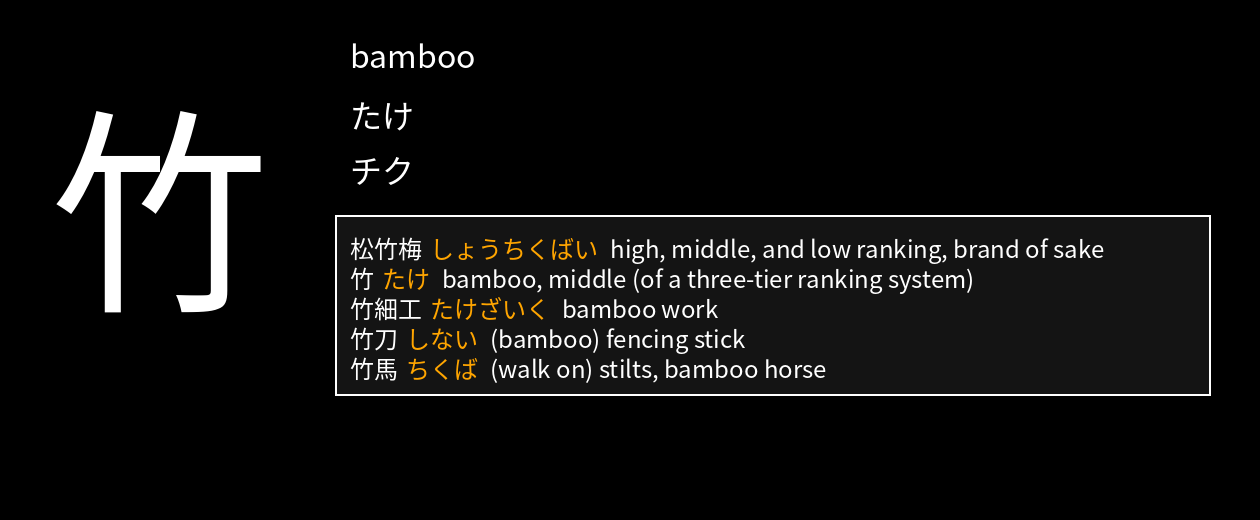 竹
bamboo
たけ
チク
松竹梅 しょうちくばい high, middle, and low ranking, brand of sake
竹 たけ bamboo, middle (of a three-tier ranking system)
竹細工 たけざいく bamboo work
竹刀 しない (bamboo) fencing stick
竹馬 ちくば (walk on) stilts, bamboo horse